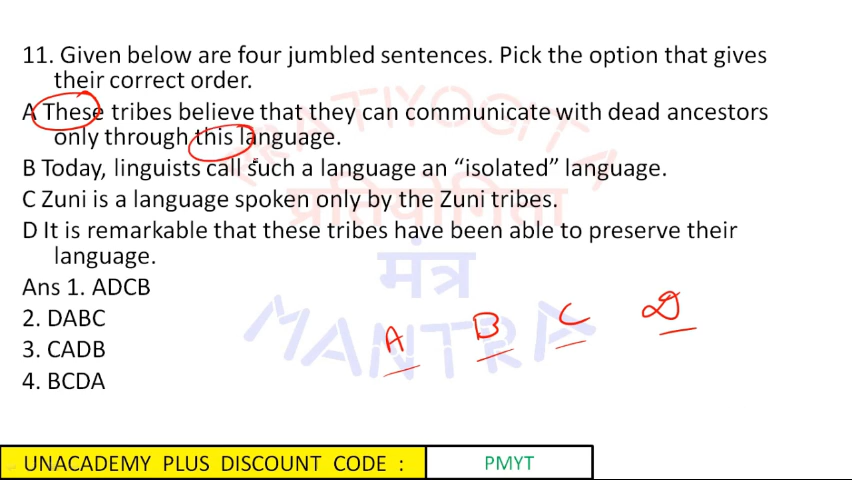 11. Given below are four jumbled sentences. Pick the option that gives
their correct order.
A These tribes believe that they can communicate with dead ancestors
only through this language.
B Today, linguists call such a language an “isolated” language.
C Zuni is a language spoken only by the Zuni tribes.
D It is remarkable that these tribes have been able to preserve their
language.
Ans 1. ADCB
2. DABC
3. CADB
4. BCDA
A B C D
PRATIYOGITA
प्रतियोगिता
मंत्र
MANTRA
UNACADEMY PLUS DISCOUNT CODE :
PMYT